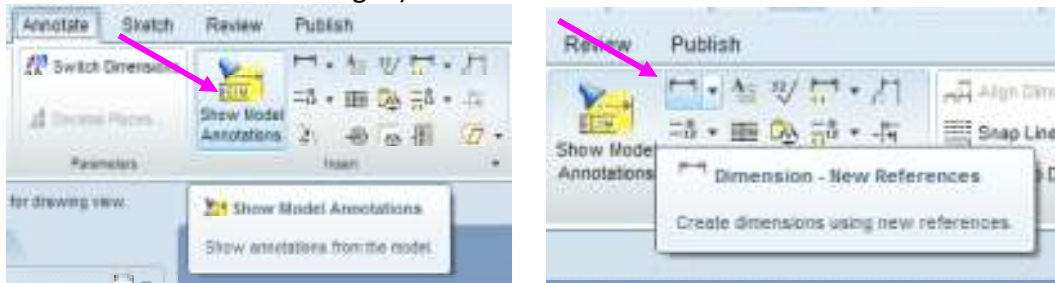 Annotate Sketch Review Publish
Switch Dimensions
Decimal Places...
Show Model
Annotations
Parameters
Insert
for drawing view.
Show Model Annotations
Show annotations from the model.
Review Publish
Align Dim
Snap Line
Show Model
Annotations
Dimension - New References
Create dimensions using new references.